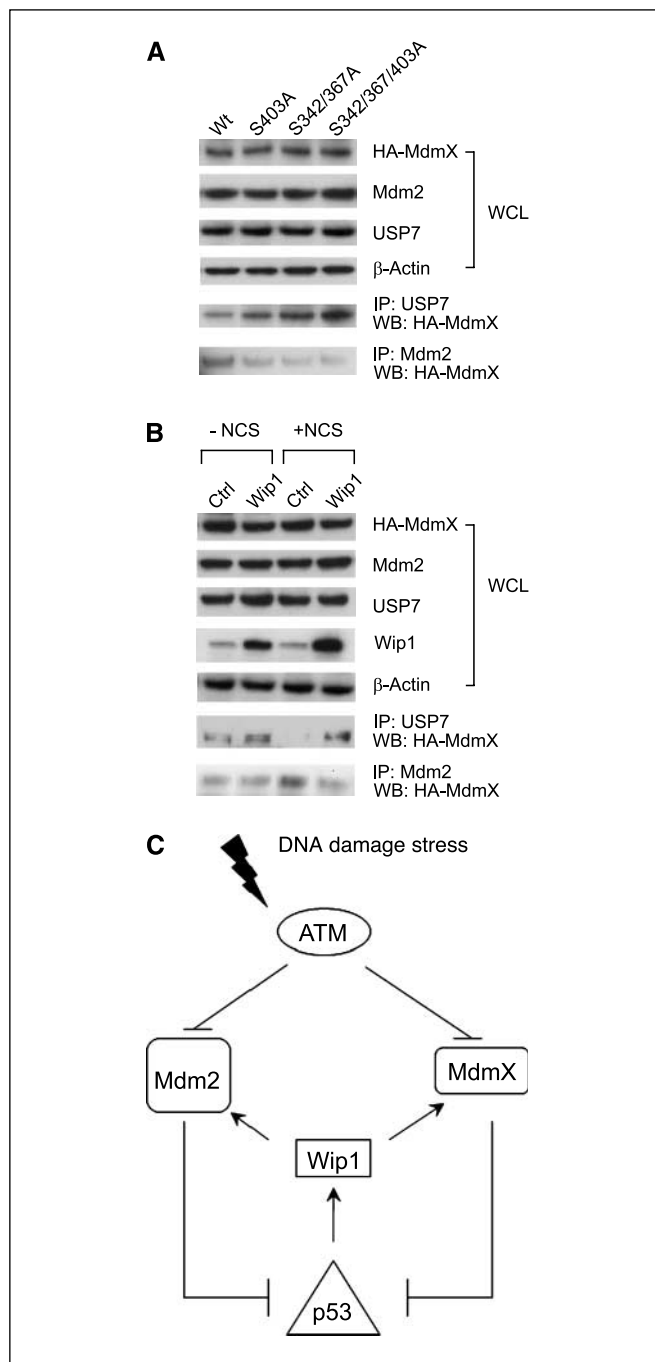 A
Wt S403A S342/367A S342/367/403A
HA-MdmX
Mdm2
USP7
β-Actin
WCL
IP: USP7
WB: HA-MdmX
IP: Mdm2
WB: HA-MdmX
B
- NCS +NCS
Ctrl Wip1 Ctrl Wip1
HA-MdmX
Mdm2
USP7
Wip1
β-Actin
WCL
IP: USP7
WB: HA-MdmX
IP: Mdm2
WB: HA-MdmX
C
DNA damage stress
ATM
Mdm2 MdmX
Wip1
p53